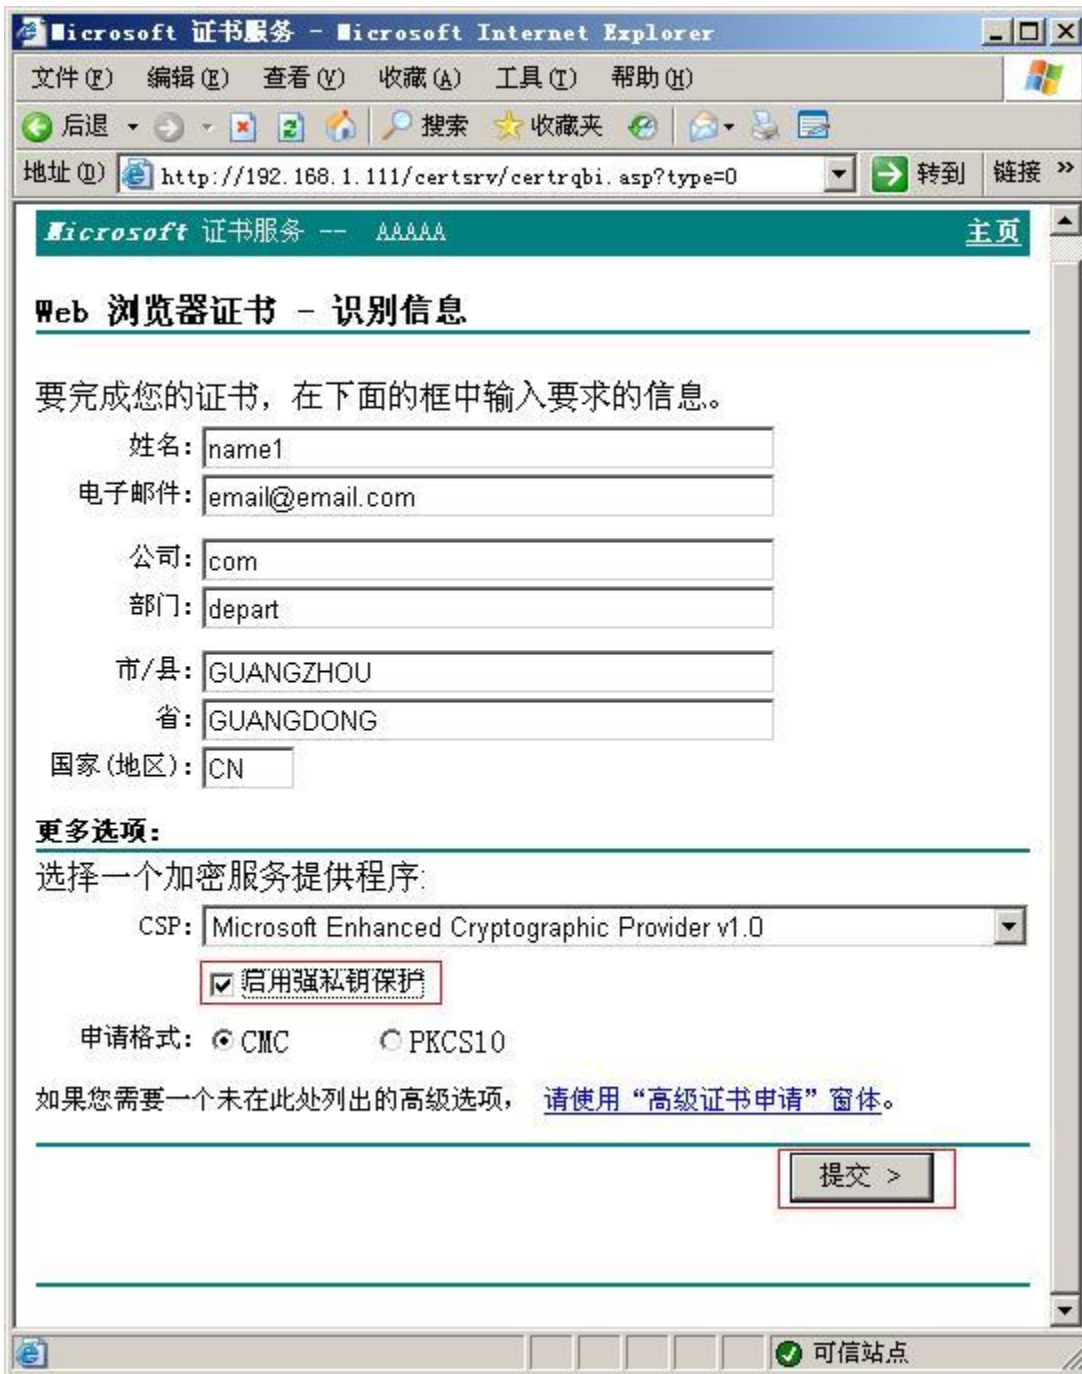 Microsoft 证书服务 - Microsoft Internet Explorer
文件(F) 编辑(E) 查看(V) 收藏(A) 工具(T) 帮助(H)
后退 搜索 收藏夹
地址(D) http://192.168.1.111/certsrv/certrqbi.asp?type=0 转到 链接 »
Microsoft 证书服务 -- AAAAA 主页
Web 浏览器证书 - 识别信息
要完成您的证书，在下面的框中输入要求的信息。
姓名: name1
电子邮件: email@email.com
公司: com
部门: depart
市/县: GUANGZHOU
省: GUANGDONG
国家(地区): CN
更多选项:
选择一个加密服务提供程序:
CSP: Microsoft Enhanced Cryptographic Provider v1.0
启用强私钥保护
申请格式: CMC PKCS10
如果您需要一个未在此处列出的高级选项， 请使用“高级证书申请”窗体。
提交 >
可信站点